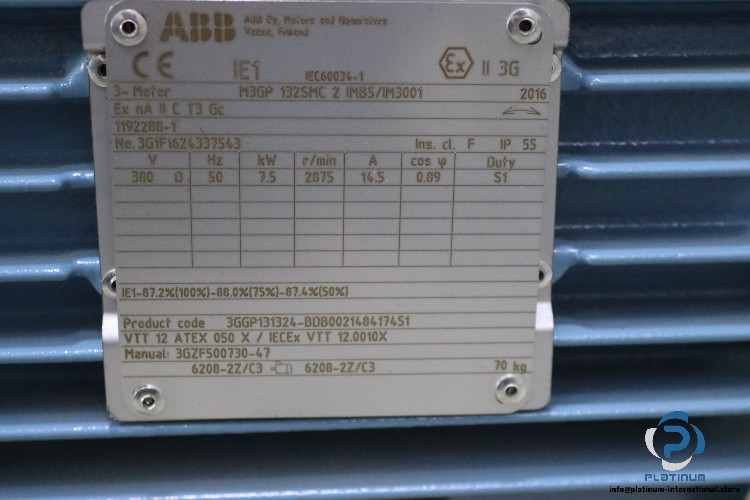 ABB ABB Oy, Motors and Generators
Vaasa, Finland
CE IE1 IEC60034-1 Ex II 3G
3~ Motor M3GP 132SMC 2 IMB5/IM3001 2016
Ex nA II C T3 Gc
1192288-1
No. 3G1F1624337543 Ins. cl. F IP 55
V Hz kW r/min A cos φ Duty
380 D 50 7.5 2875 14.5 0.89 S1
IE1-87.2%(100%)-88.0%(75%)-87.4%(50%)
Product code 3GGP131324-BDB002148417451
VTT 12 ATEX 050 X / IECEx VTT 12.0010X
Manual: 3GZF500730-47
6208-2Z/C3 6208-2Z/C3 70 kg
PLATINUM
INTERNATIONAL
info@platinum-international.store